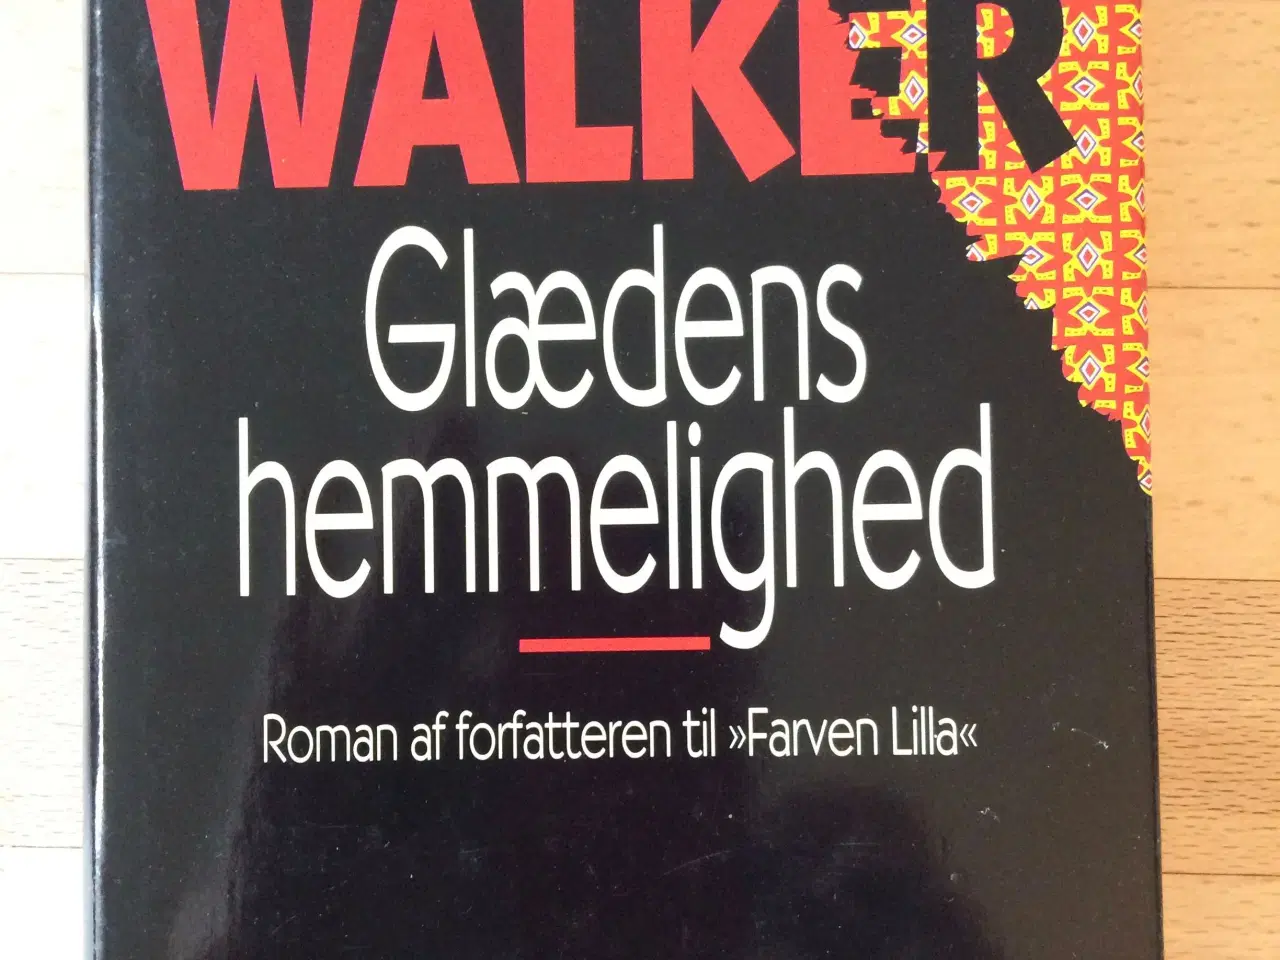 WALKER
Glædens
hemmelighed
Roman af forfatteren til »Farven Lilla«